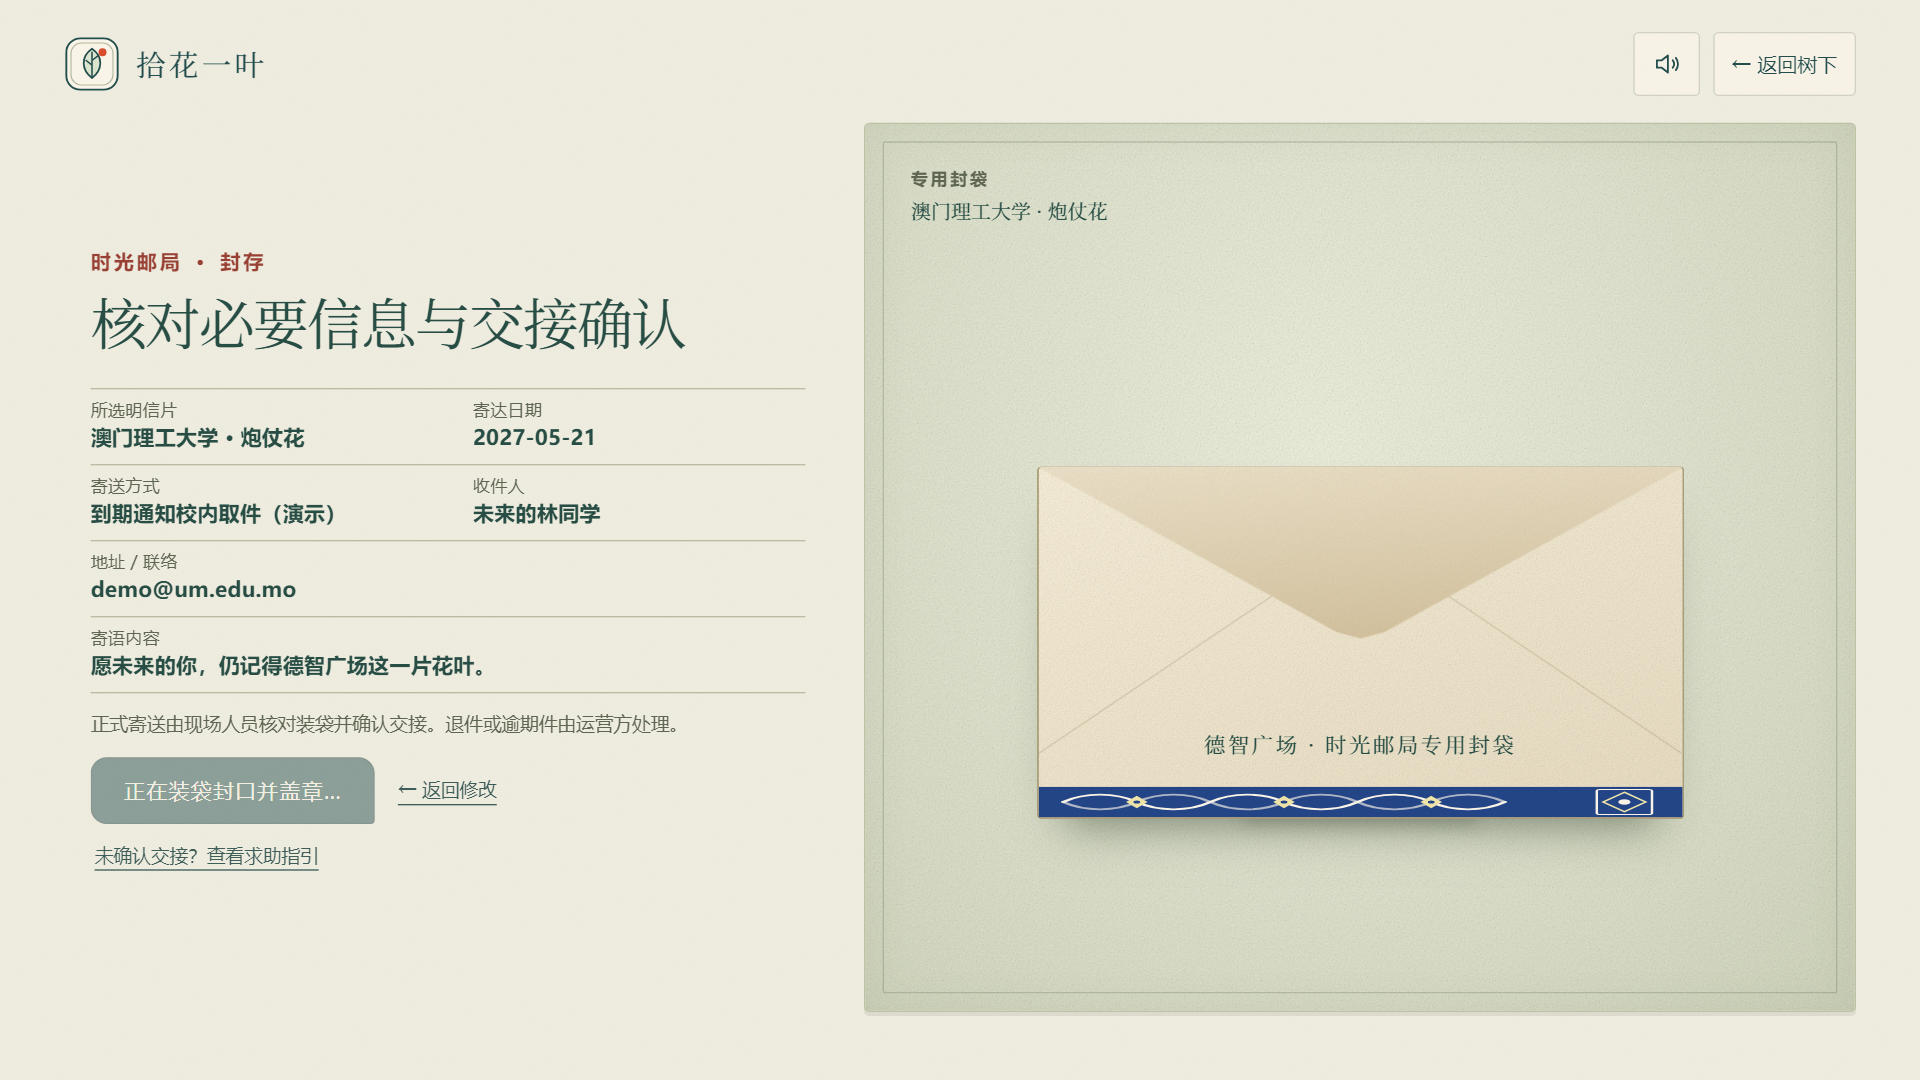 拾花一叶
← 返回树下
时光邮局 • 封存
核对必要信息与交接确认
所选明信片
澳门理工大学 • 炮仗花
寄达日期
2027-05-21
寄送方式
到期通知校内取件（演示）
收件人
未来的林同学
地址 / 联络
demo@um.edu.mo
寄语内容
愿未来的你，仍记得德智广场这一片花叶。
正式寄送由现场人员核对装袋并确认交接。退件或逾期件由运营方处理。
正在装袋封口并盖章...
← 返回修改
未确认交接？查看求助指引
专用封袋
澳门理工大学 · 炮仗花
德智广场 · 时光邮局专用封袋